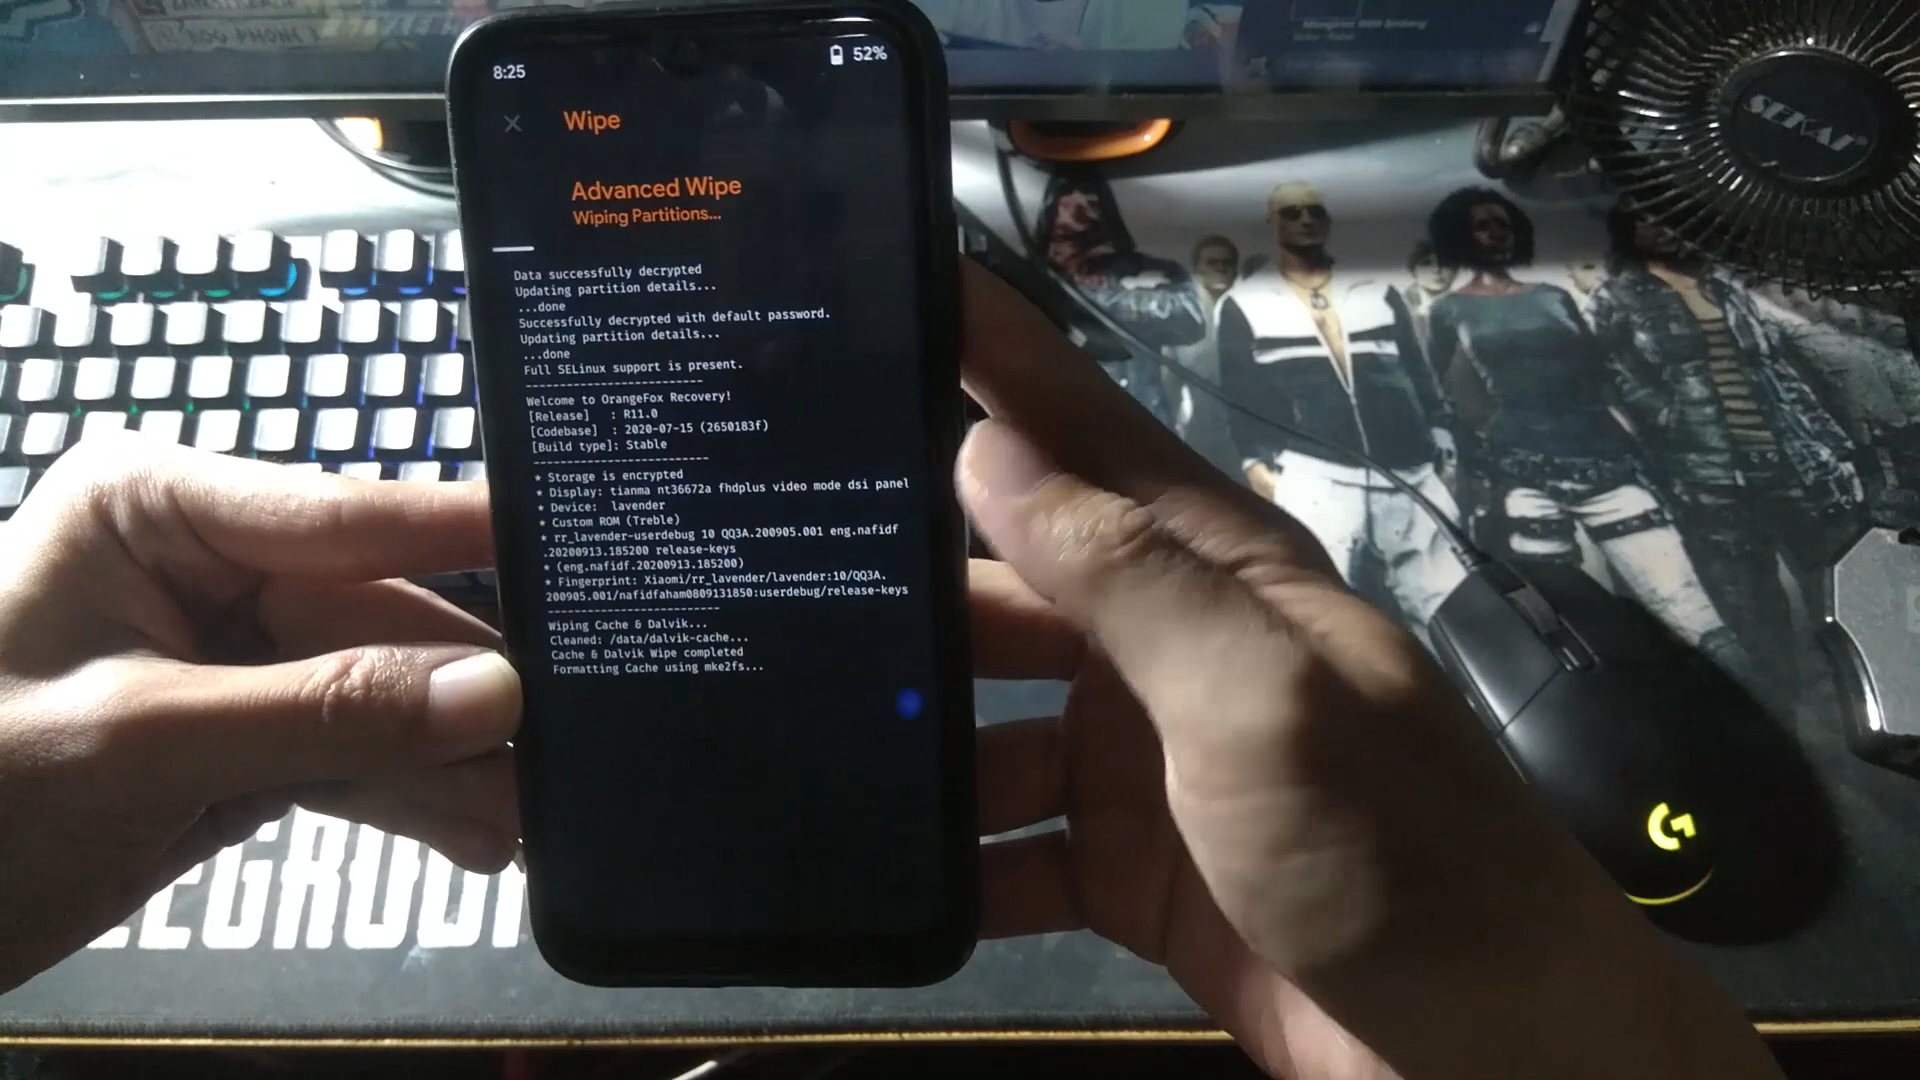 ROG PHONE
8:25
52%
Wipe
Advanced Wipe
Wiping Partitions...
Data successfully decrypted
Updating partition details...
...done
Successfully decrypted with default password.
Updating partition details...
...done
Full SELinux support is present.
---------------------------
Welcome to OrangeFox Recovery!
[Release]   : R11.0
[Codebase]  : 2020-07-15 (2650183f)
[Build type]: Stable
---------------------------
* Storage is encrypted
* Display: tianma nt36672a fhdplus video mode dsi panel
* Device:  lavender
* Custom ROM (Treble)
* rr_lavender-userdebug 10 QQ3A.200905.001 eng.nafidf
.20200913.185200 release-keys
* (eng.nafidf.20200913.185200)
* Fingerprint: Xiaomi/rr_lavender/lavender:10/QQ3A.
200905.001/nafidfaham0809131850:userdebug/release-keys
---------------------------
Wiping Cache & Dalvik...
Cleaned: /data/dalvik-cache...
Cache & Dalvik Wipe completed
Formatting Cache using mke2fs...
SEKAI
G